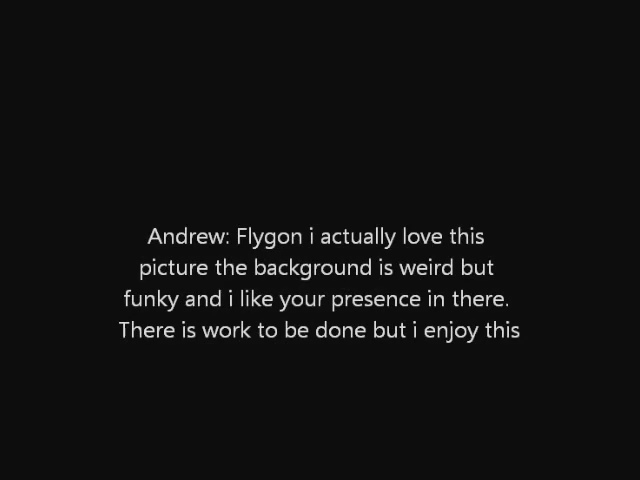 Andrew: Flygon i actually love this
picture the background is weird but
funky and i like your presence in there.
There is work to be done but i enjoy this